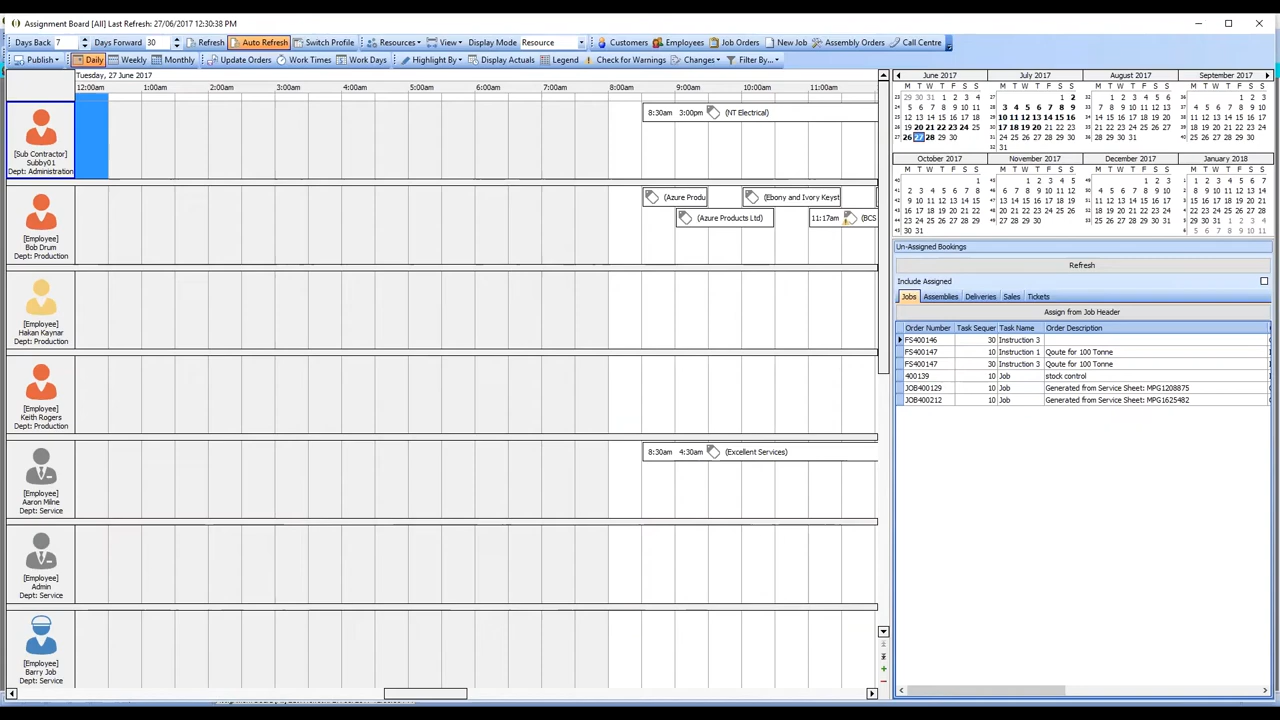 Assignment Board [All] Last Refresh: 27/06/2017 12:30:38 PM
Days Back 7 Days Forward 30 Refresh Auto Refresh Switch Profile Resources View Display Mode Resource Customers Employees Job Orders New Job Assembly Orders Call Centre
Publish Daily Weekly Monthly Update Orders Work Times Work Days Highlight By Display Actuals Legend Check for Warnings Changes Filter By...
Tuesday, 27 June 2017
12:00am 1:00am 2:00am 3:00am 4:00am 5:00am 6:00am 7:00am 8:00am 9:00am 10:00am 11:00am
[Sub Contractor]
Subby01
Dept: Administration
8:30am 3:00pm (NT Electrical)
[Employee]
Bob Drum
Dept: Production
(Azure Produ (Ebony and Ivory Keyst
(Azure Products Ltd) 11:17am (BCS
[Employee]
Hakan Kaynar
Dept: Production
[Employee]
Keith Rogers
Dept: Production
[Employee]
Aaron Milne
Dept: Service
8:30am 4:30am (Excellent Services)
[Employee]
Admin
Dept: Service
[Employee]
Barry Job
Dept: Service
June 2017 July 2017 August 2017 September 2017
October 2017 November 2017 December 2017 January 2018
Un-Assigned Bookings
Refresh
Include Assigned
Jobs Assemblies Deliveries Sales Tickets
Assign from Job Header
Order Number Task Sequer Task Name Order Description
FS400146 30 Instruction 3
FS400147 10 Instruction 1 Qoute for 100 Tonne
FS400147 30 Instruction 3 Qoute for 100 Tonne
400139 10 Job stock control
JOB400129 10 Job Generated from Service Sheet: MPG1208875
JOB400212 10 Job Generated from Service Sheet: MPG1625482